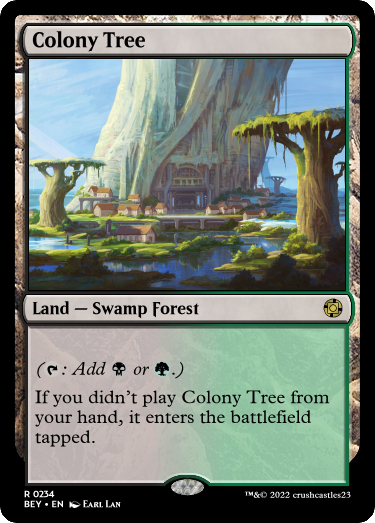 Colony Tree
Land — Swamp Forest
(: Add or .)
If you didn't play Colony Tree from
your hand, it enters the battlefield
tapped.
R 0234
BEY • EN Earl Lan
™&© 2022 crushcastles23